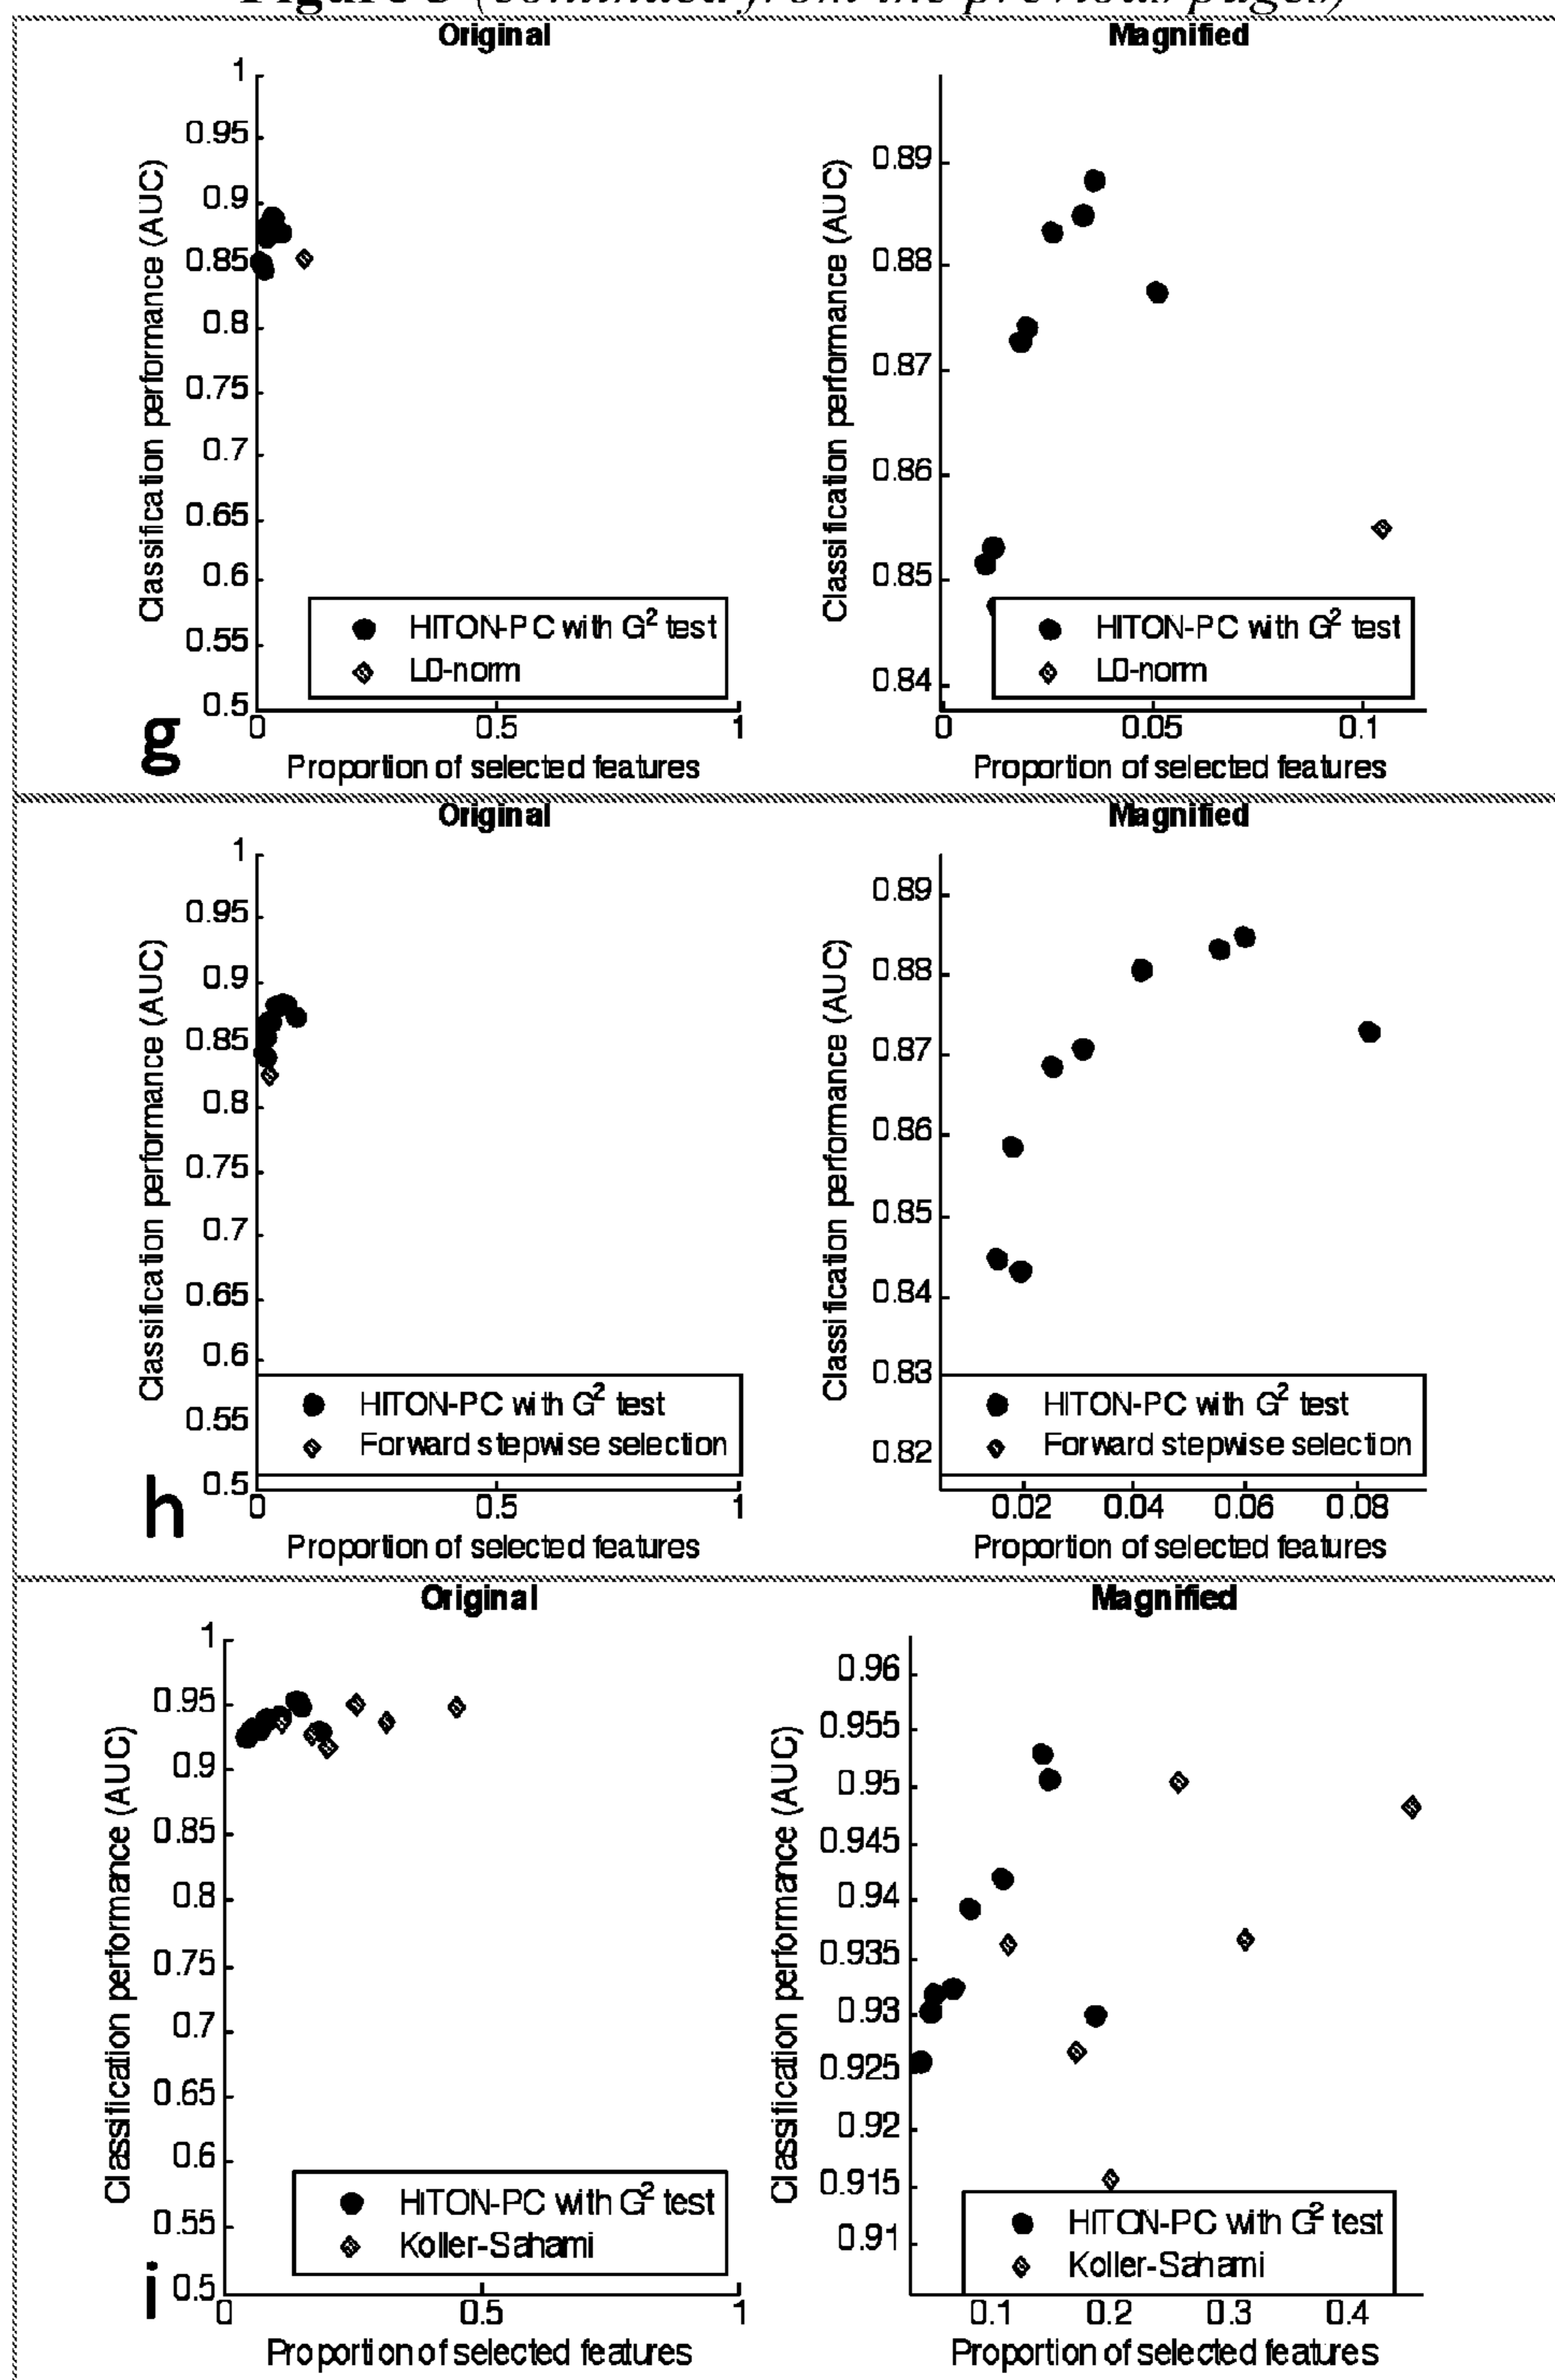 Figure 3 (continued from the previous pages)
Original
Magnified
Classification performance (AUC)
1
0.95
0.9
0.85
0.8
0.75
0.7
0.65
0.6
0.55
0.5
HITON-PC with G² test
L0-norm
0 0.5 1
Proportion of selected features
g
Classification performance (AUC)
0.89
0.88
0.87
0.86
0.85
0.84
HITON-PC with G² test
L0-norm
0 0.05 0.1
Proportion of selected features
Original
Magnified
Classification performance (AUC)
1
0.95
0.9
0.85
0.8
0.75
0.7
0.65
0.6
0.55
0.5
HITON-PC with G² test
Forward stepwise selection
0 0.5 1
Proportion of selected features
h
Classification performance (AUC)
0.89
0.88
0.87
0.86
0.85
0.84
0.83
0.82
HITON-PC with G² test
Forward stepwise selection
0.02 0.04 0.06 0.08
Proportion of selected features
Original
Magnified
Classification performance (AUC)
1
0.95
0.9
0.85
0.8
0.75
0.7
0.65
0.6
0.55
0.5
HITON-PC with G² test
Koller-Sahami
0 0.5 1
Proportion of selected features
i
Classification performance (AUC)
0.96
0.955
0.95
0.945
0.94
0.935
0.93
0.925
0.92
0.915
0.91
HITON-PC with G² test
Koller-Sahami
0.1 0.2 0.3 0.4
Proportion of selected features